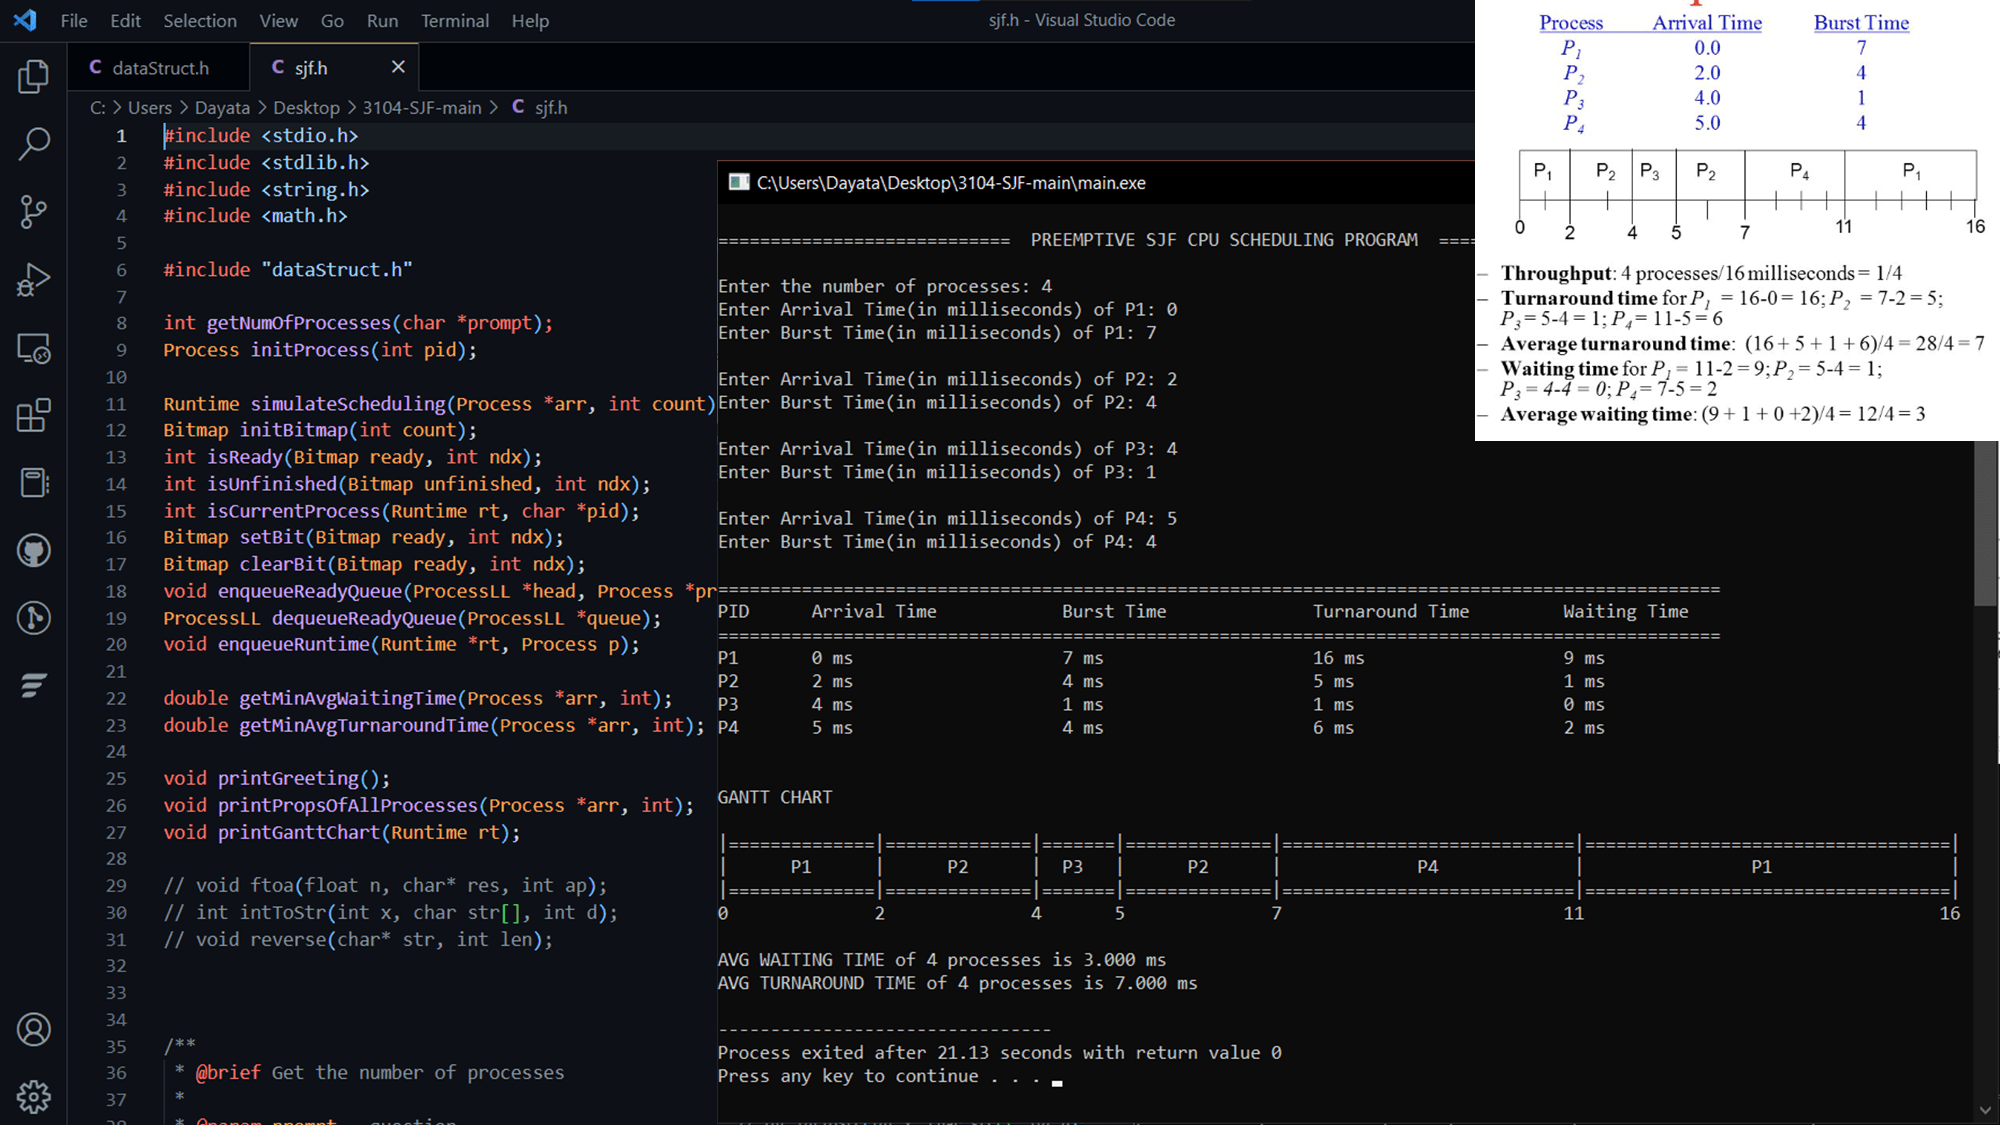 File Edit Selection View Go Run Terminal Help
sjf.h - Visual Studio Code
C dataStruct.h
C sjf.h ×
C: > Users > Dayata > Desktop > 3104-SJF-main > C sjf.h
1 #include <stdio.h>
2 #include <stdlib.h>
3 #include <string.h>
4 #include <math.h>
5
6 #include "dataStruct.h"
7
8 int getNumOfProcesses(char *prompt);
9 Process initProcess(int pid);
10
11 Runtime simulateScheduling(Process *arr, int count)
12 Bitmap initBitmap(int count);
13 int isReady(Bitmap ready, int ndx);
14 int isUnfinished(Bitmap unfinished, int ndx);
15 int isCurrentProcess(Runtime rt, char *pid);
16 Bitmap setBit(Bitmap ready, int ndx);
17 Bitmap clearBit(Bitmap ready, int ndx);
18 void enqueueReadyQueue(ProcessLL *head, Process *pr
19 ProcessLL dequeueReadyQueue(ProcessLL *queue);
20 void enqueueRuntime(Runtime *rt, Process p);
21
22 double getMinAvgWaitingTime(Process *arr, int);
23 double getMinAvgTurnaroundTime(Process *arr, int);
24
25 void printGreeting();
26 void printPropsOfAllProcesses(Process *arr, int);
27 void printGanttChart(Runtime rt);
28
29 // void ftoa(float n, char* res, int ap);
30 // int intToStr(int x, char str[], int d);
31 // void reverse(char* str, int len);
32
33
34
35 /**
36 * @brief Get the number of processes
37 *
C:\Users\Dayata\Desktop\3104-SJF-main\main.exe
============================ PREEMPTIVE SJF CPU SCHEDULING PROGRAM ====
Enter the number of processes: 4
Enter Arrival Time(in milliseconds) of P1: 0
Enter Burst Time(in milliseconds) of P1: 7
Enter Arrival Time(in milliseconds) of P2: 2
Enter Burst Time(in milliseconds) of P2: 4
Enter Arrival Time(in milliseconds) of P3: 4
Enter Burst Time(in milliseconds) of P3: 1
Enter Arrival Time(in milliseconds) of P4: 5
Enter Burst Time(in milliseconds) of P4: 4
PID Arrival Time Burst Time Turnaround Time Waiting Time
P1 0 ms 7 ms 16 ms 9 ms
P2 2 ms 4 ms 5 ms 1 ms
P3 4 ms 1 ms 1 ms 0 ms
P4 5 ms 4 ms 6 ms 2 ms
GANTT CHART
| P1 | P2 | P3 | P2 | P4 | P1 |
0 2 4 5 7 11 16
AVG WAITING TIME of 4 processes is 3.000 ms
AVG TURNAROUND TIME of 4 processes is 7.000 ms
------------------------------
Process exited after 21.13 seconds with return value 0
Press any key to continue . . .
Process Arrival Time Burst Time
P1 0.0 7
P2 2.0 4
P3 4.0 1
P4 5.0 4
P1 P2 P3 P2 P4 P1
0 2 4 5 7 11 16
– Throughput: 4 processes/16 milliseconds = 1/4
– Turnaround time for P1 = 16-0 = 16; P2 = 7-2 = 5;
P3 = 5-4 = 1; P4 = 11-5 = 6
– Average turnaround time: (16 + 5 + 1 + 6)/4 = 28/4 = 7
– Waiting time for P1 = 11-2 = 9; P2 = 5-4 = 1;
P3 = 4-4 = 0; P4 = 7-5 = 2
– Average waiting time: (9 + 1 + 0 +2)/4 = 12/4 = 3